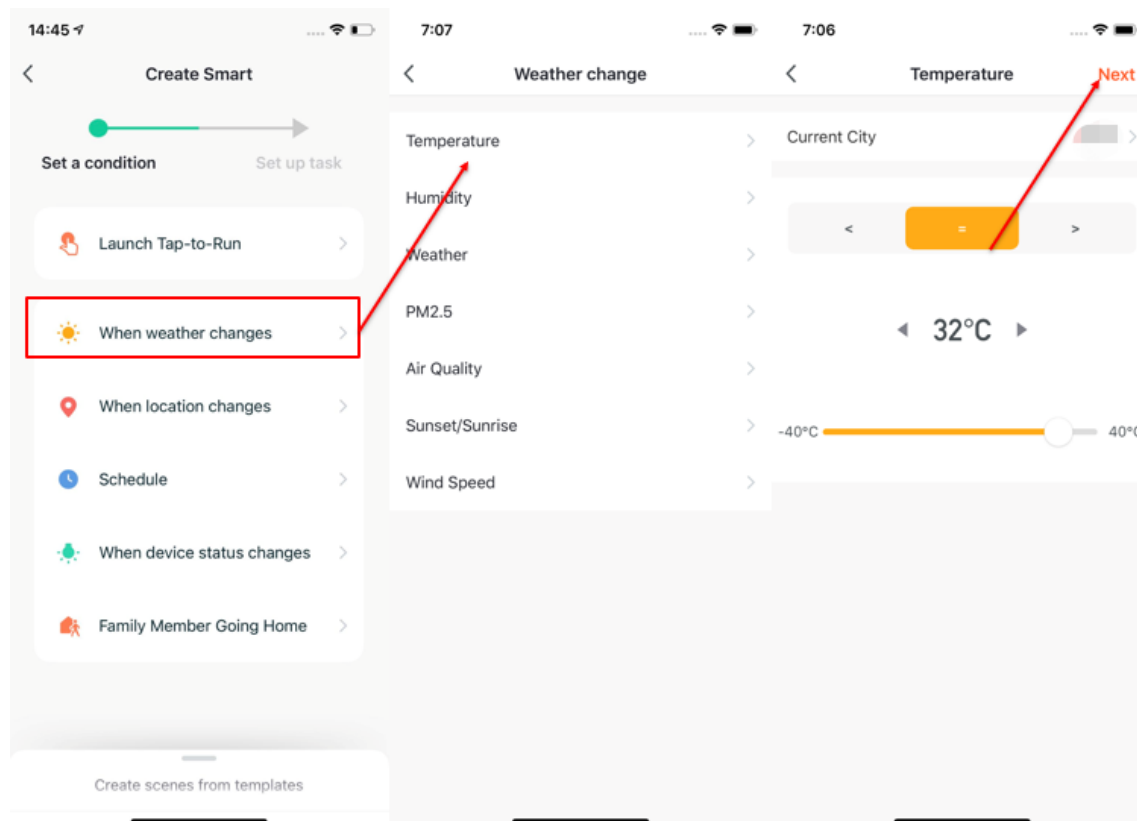 14:45
Create Smart
Set a condition
Set up task
Launch Tap-to-Run
When weather changes
When location changes
Schedule
When device status changes
Family Member Going Home
Create scenes from templates
7:07
Weather change
Temperature
Humidity
Weather
PM2.5
Air Quality
Sunset/Sunrise
Wind Speed
7:06
Temperature
Next
Current City
< = >
32°C
-40°C 40°C